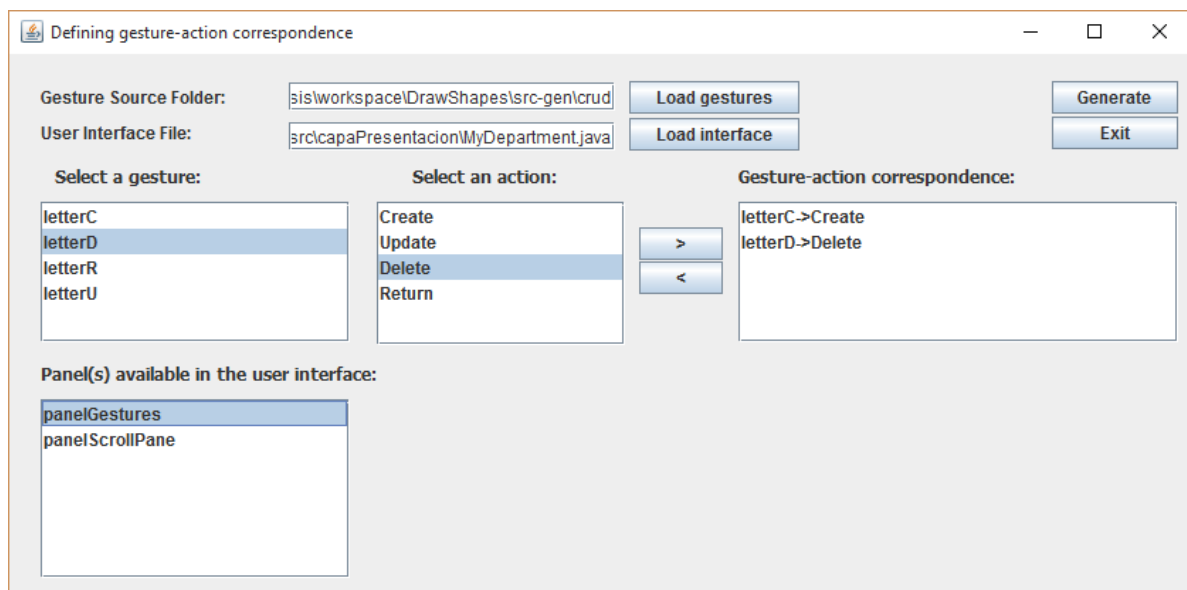 Defining gesture-action correspondence
Gesture Source Folder: sis\workspace\DrawShapes\src-gen\crud Load gestures Generate
User Interface File: src\capaPresentacion\MyDepartment.java Load interface Exit
Select a gesture: Select an action: Gesture-action correspondence:
letterC Create letterC->Create
letterD Update > letterD->Delete
letterR Delete <
letterU Return
Panel(s) available in the user interface:
panelGestures
panelScrollPane